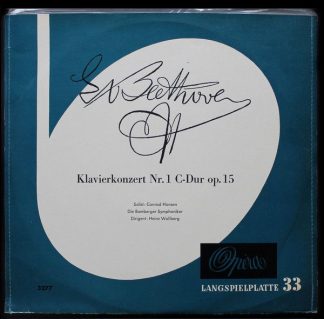 L v Beethoven
Klavierkonzert Nr. 1 C-Dur op. 15
Solist: Conrad Hansen
Die Bamberger Symphoniker
Dirigent: Heinz Wallberg
Opera
3277
LANGSPIELPLATTE 33